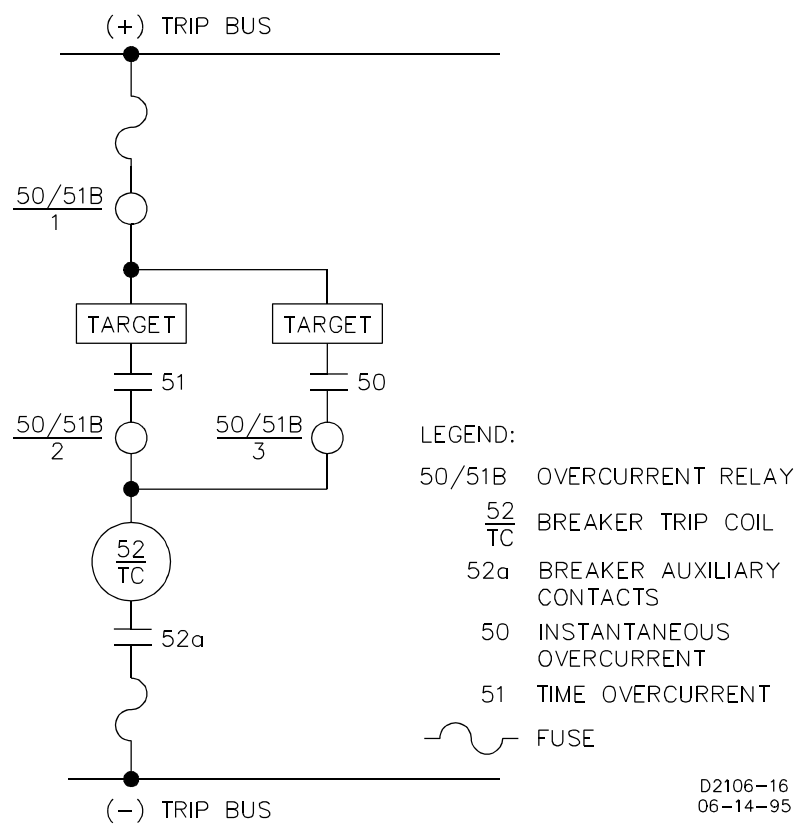 (+) TRIP BUS
50/51B
1
TARGET
TARGET
51
50
50/51B
2
50/51B
3
52
TC
52a
(-) TRIP BUS
LEGEND:
50/51B OVERCURRENT RELAY
52
TC
BREAKER TRIP COIL
52a BREAKER AUXILIARY
CONTACTS
50 INSTANTANEOUS
OVERCURRENT
51 TIME OVERCURRENT
FUSE
D2106-16
06-14-95